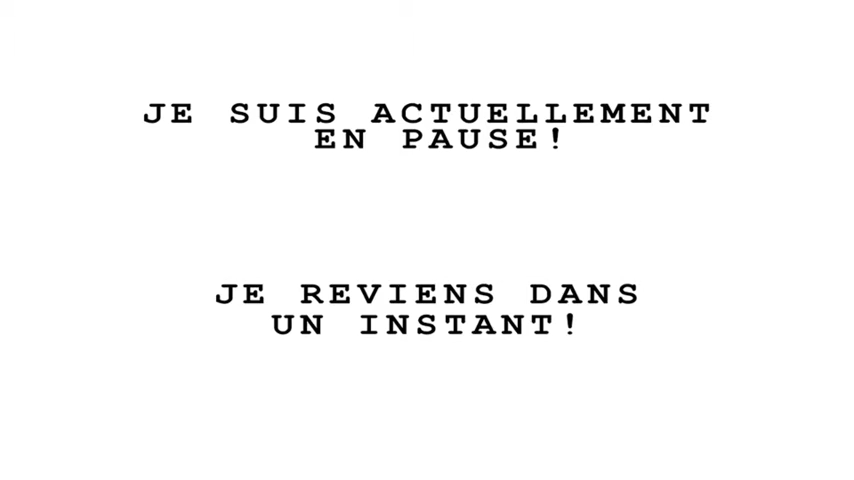 JE SUIS ACTUELLEMENT
EN PAUSE!
JE REVIENS DANS
UN INSTANT!